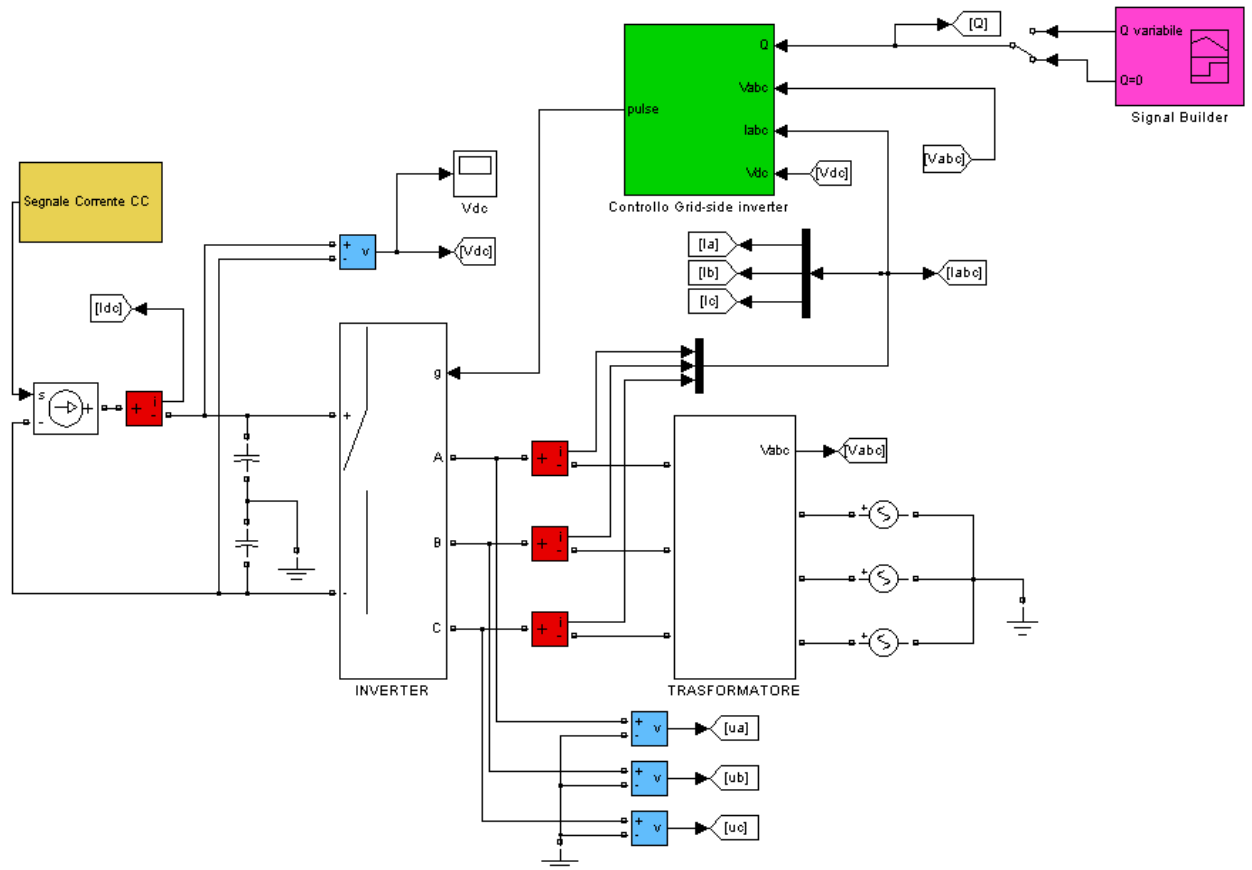 [Q]
Q variabile
Q=0
Signal Builder
Q
Vabc
Iabc
Vdc
pulse
Controllo Grid-side inverter
[Vabc]
[Vdc]
Segnale Corrente CC
Vdc
+
-
v
[Vdc]
[Ia]
[Ib]
[Ic]
[Iabc]
[Idc]
s
-
+
+
i
-
g
+
A
B
C
-
INVERTER
+
i
-
+
i
-
+
i
-
Vabc
[Vabc]
+
+
+
TRASFORMATORE
+
-
v
[ua]
+
-
v
[ub]
+
-
v
[uc]